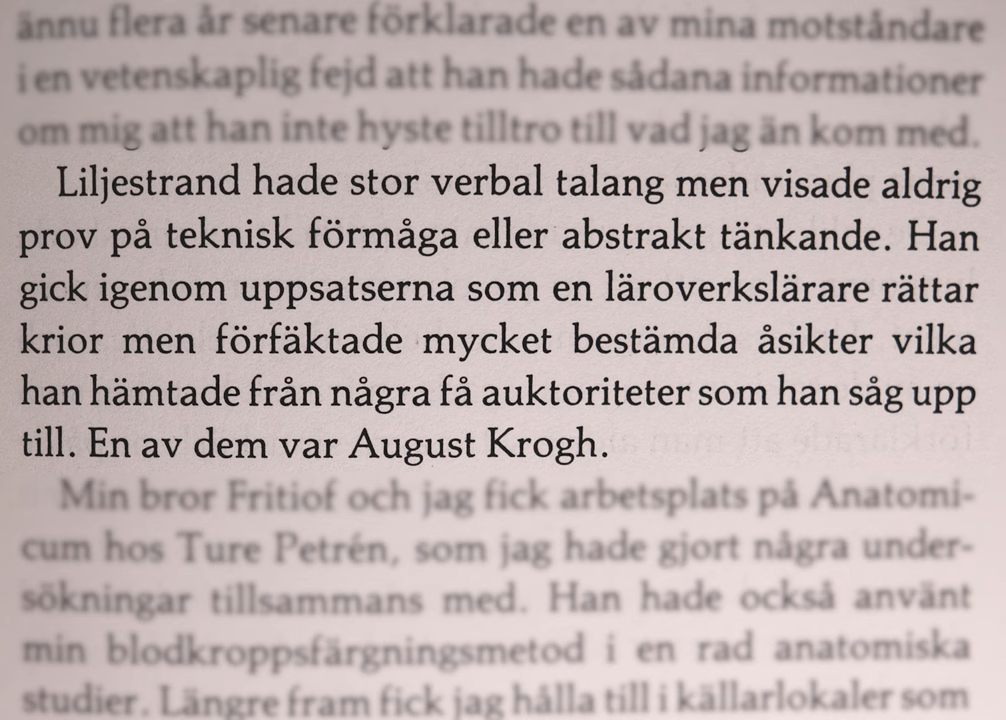 ännu flera år senare förklarade en av mina motståndare
i en vetenskaplig fejd att han hade sådana informationer
om mig att han inte hyste tilltro till vad jag än kom med.
Liljestrand hade stor verbal talang men visade aldrig
prov på teknisk förmåga eller abstrakt tänkande. Han
gick igenom uppsatserna som en läroverkslärare rättar
krior men förfäktade mycket bestämda åsikter vilka
han hämtade från några få auktoriteter som han såg upp
till. En av dem var August Krogh.
Min bror Fritiof och jag fick arbetsplats på Anatomi-
cum hos Ture Petrén, som jag hade gjort några under-
sökningar tillsammans med. Han hade också använt
min blodkroppsfärgningsmetod i en rad anatomiska
studier. Längre fram fick jag hålla till i källarlokaler som